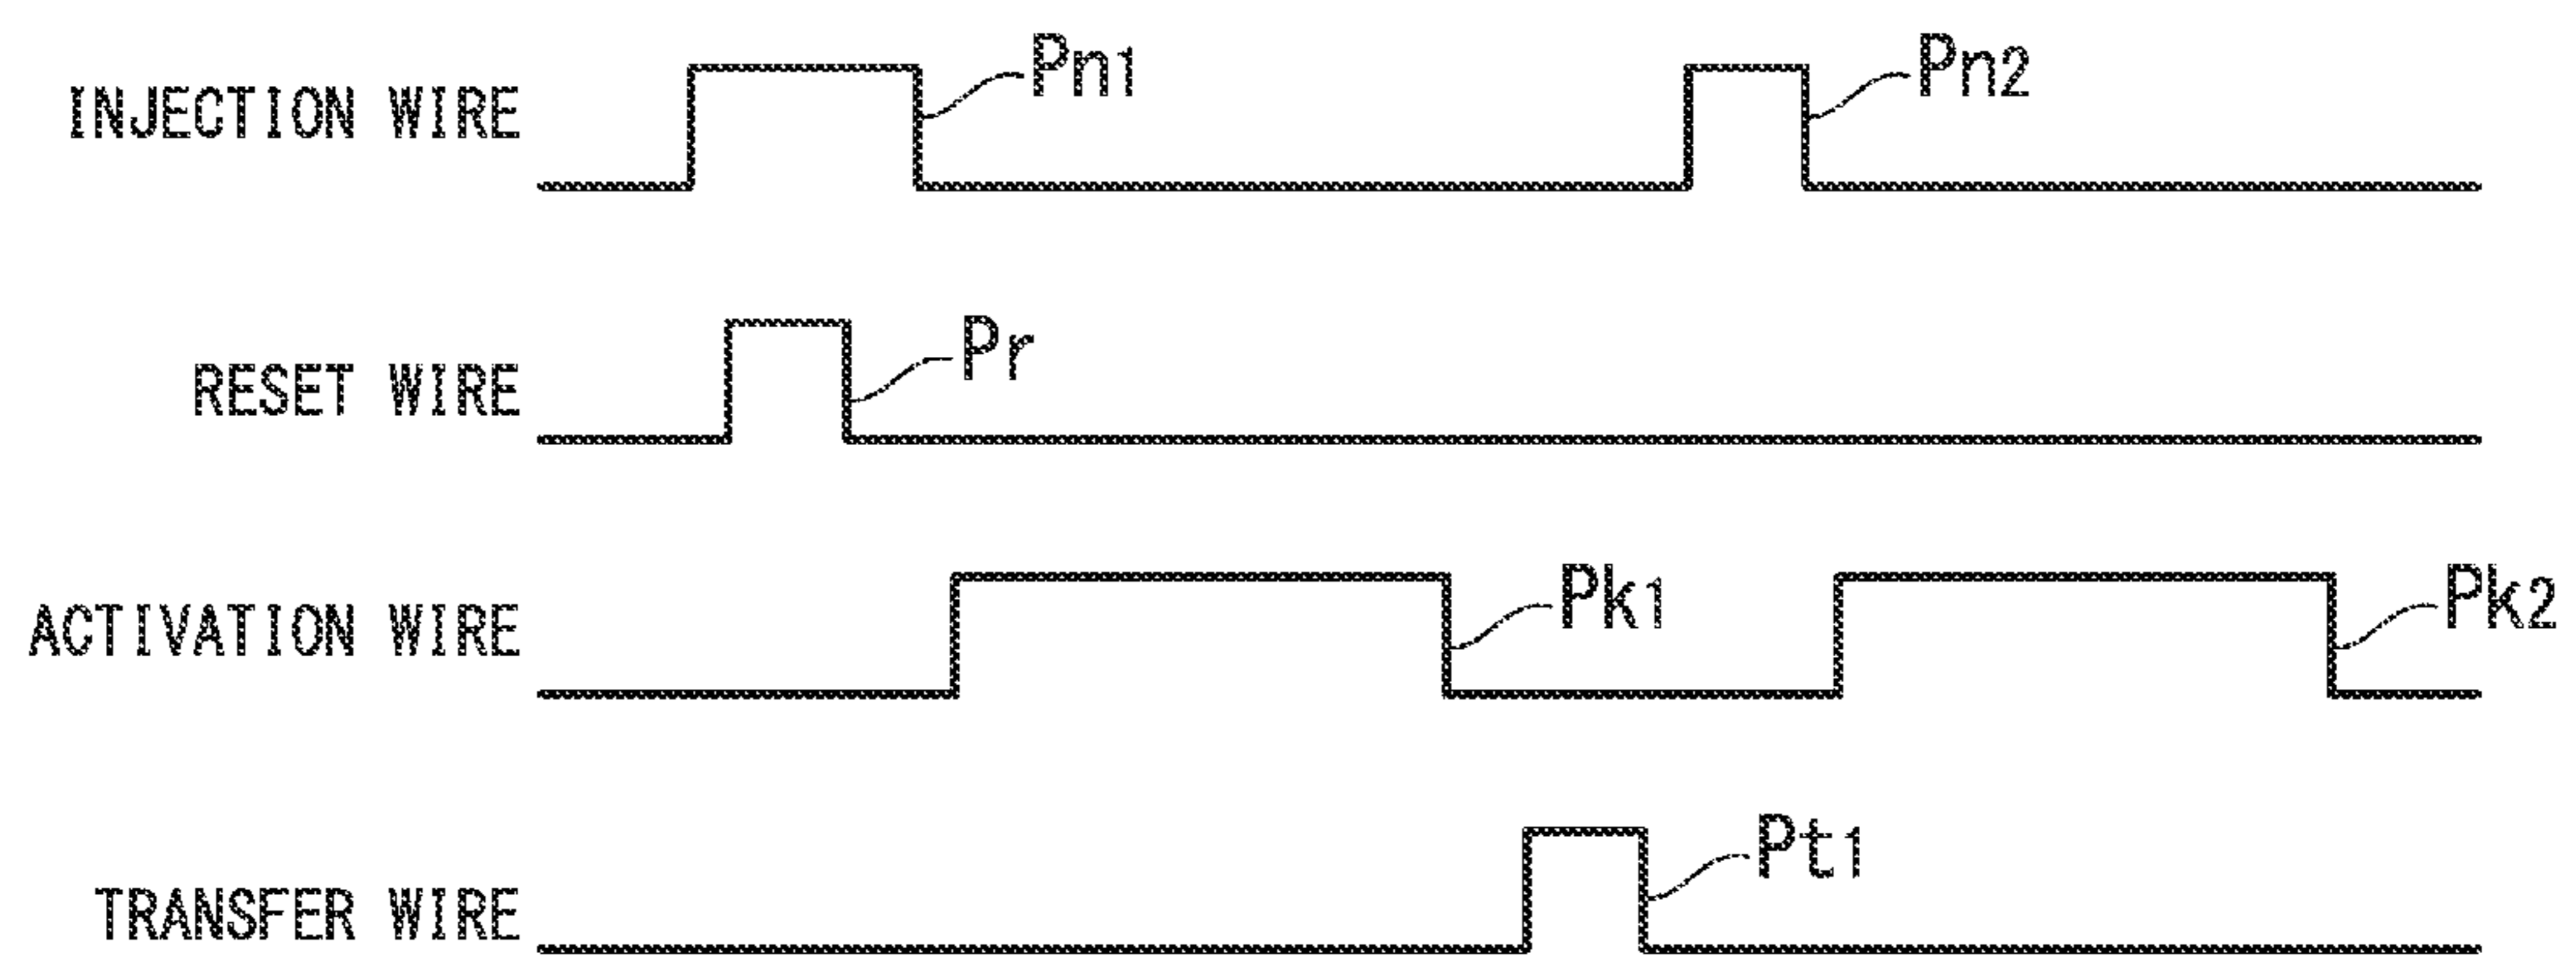 INJECTION WIRE
Pn1
Pn2
RESET WIRE
Pr
ACTIVATION WIRE
Pk1
Pk2
TRANSFER WIRE
Pt1